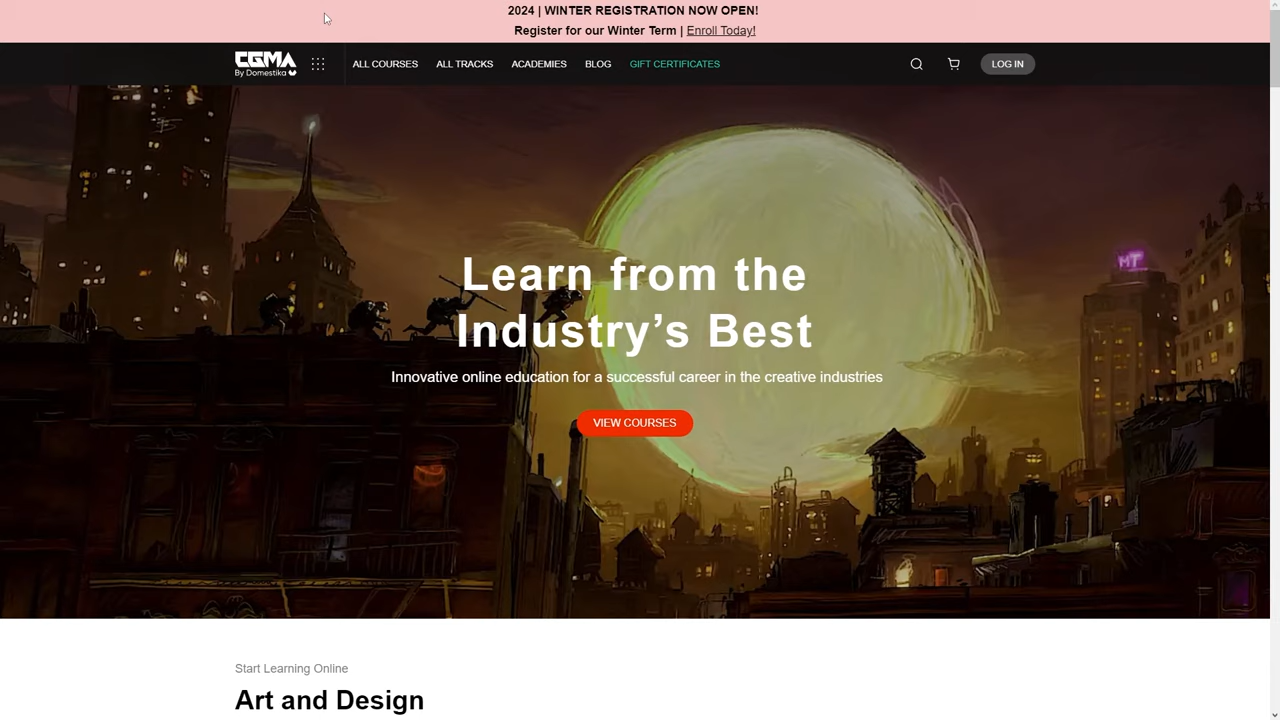 2024 | WINTER REGISTRATION NOW OPEN!
Register for our Winter Term | Enroll Today!
CGMA
By Domestika
ALL COURSES
ALL TRACKS
ACADEMIES
BLOG
GIFT CERTIFICATES
LOG IN
MT
Learn from the
Industry’s Best
Innovative online education for a successful career in the creative industries
VIEW COURSES
Start Learning Online
Art and Design